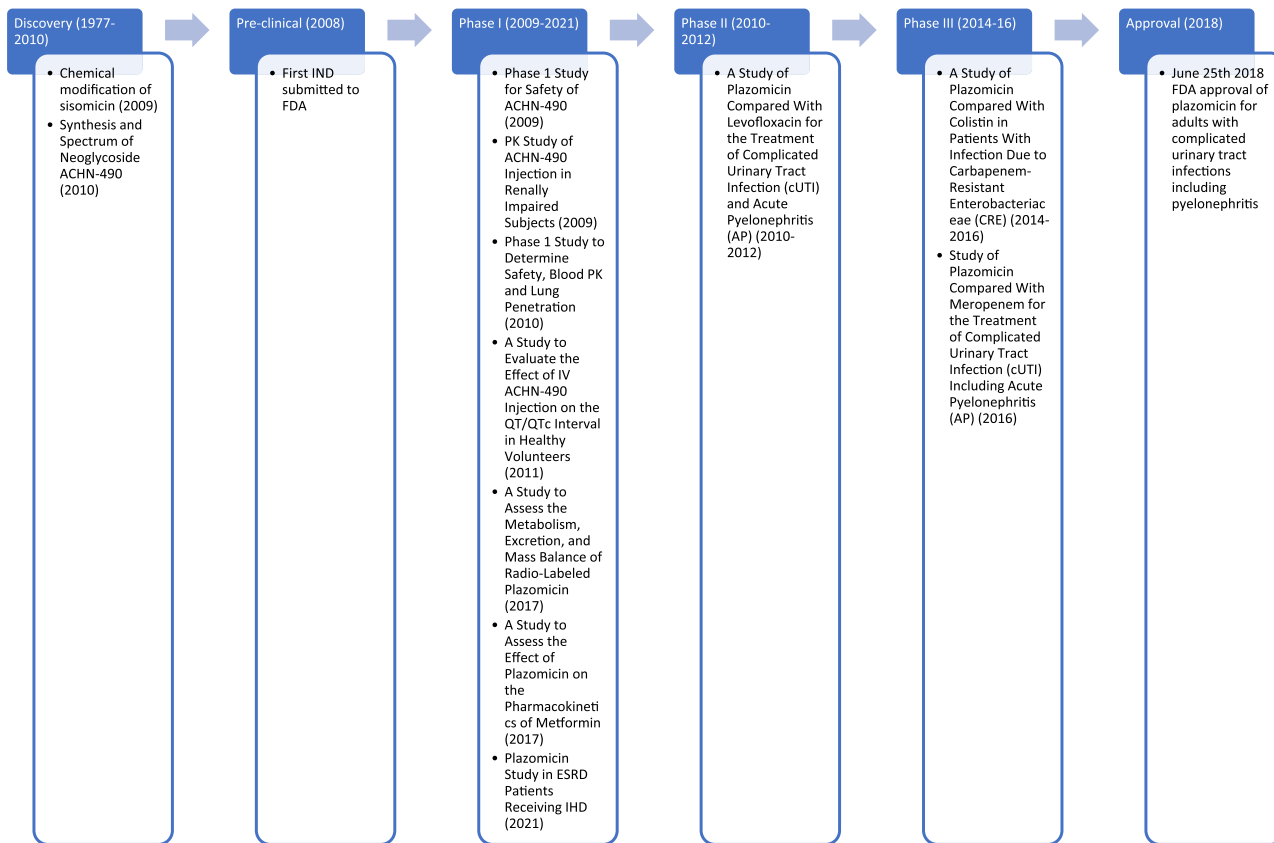 Discovery (1977-
2010)
• Chemical
modification of
sisomicin (2009)
• Synthesis and
Spectrum of
Neoglycoside
ACHN-490
(2010)
Pre-clinical (2008)
• First IND
submitted to
FDA
Phase I (2009-2021)
• Phase 1 Study
for Safety of
ACHN-490
(2009)
• PK Study of
ACHN-490
Injection in
Renally
Impaired
Subjects (2009)
• Phase 1 Study to
Determine
Safety, Blood PK
and Lung
Penetration
(2010)
• A Study to
Evaluate the
Effect of IV
ACHN-490
Injection on the
QT/QTc Interval
in Healthy
Volunteers
(2011)
• A Study to
Assess the
Metabolism,
Excretion, and
Mass Balance of
Radio-Labeled
Plazomicin
(2017)
• A Study to
Assess the
Effect of
Plazomicin on
the
Pharmacokineti
cs of Metformin
(2017)
• Plazomicin
Study in ESRD
Patients
Receiving IHD
(2021)
Phase II (2010-
2012)
• A Study of
Plazomicin
Compared With
Levofloxacin for
the Treatment
of Complicated
Urinary Tract
Infection (cUTI)
and Acute
Pyelonephritis
(AP) (2010-
2012)
Phase III (2014-16)
• A Study of
Plazomicin
Compared With
Colistin in
Patients With
Infection Due to
Carbapenem-
Resistant
Enterobacteriac
eae (CRE) (2014-
2016)
• Study of
Plazomicin
Compared With
Meropenem for
the Treatment
of Complicated
Urinary Tract
Infection (cUTI)
Including Acute
Pyelonephritis
(AP) (2016)
Approval (2018)
• June 25th 2018
FDA approval of
plazomicin for
adults with
complicated
urinary tract
infections
including
pyelonephritis